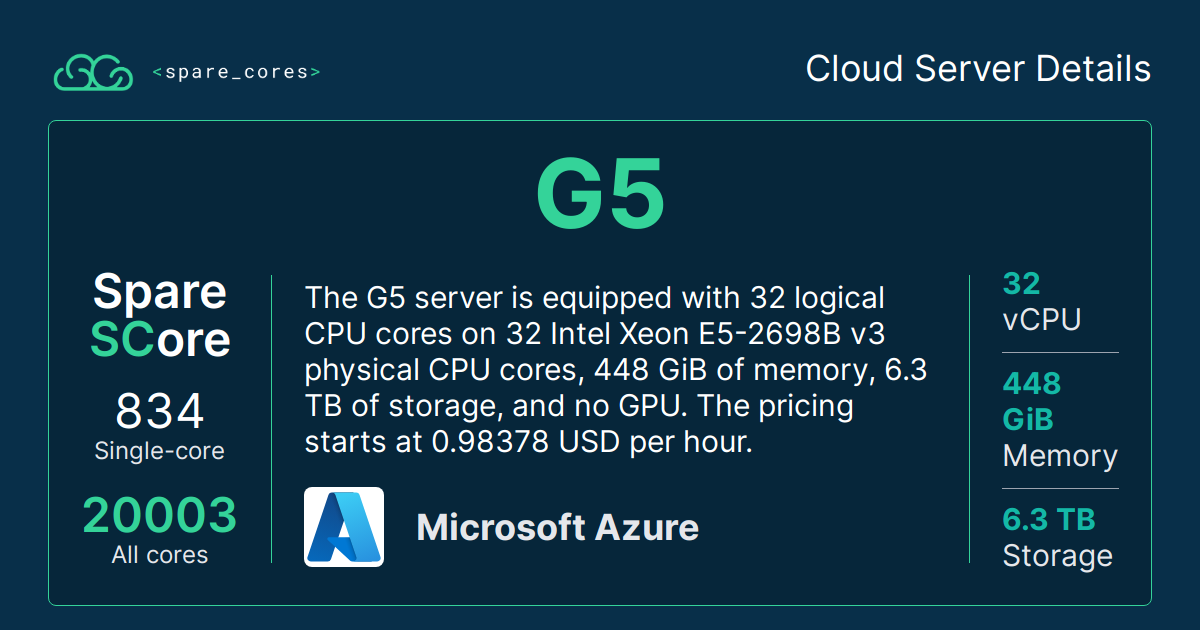 <spare_cores>
Cloud Server Details
G5
Spare
SCore
834
Single-core
20003
All cores
The G5 server is equipped with 32 logical
CPU cores on 32 Intel Xeon E5-2698B v3
physical CPU cores, 448 GiB of memory, 6.3
TB of storage, and no GPU. The pricing
starts at 0.98378 USD per hour.
Microsoft Azure
32
vCPU
448
GiB
Memory
6.3 TB
Storage